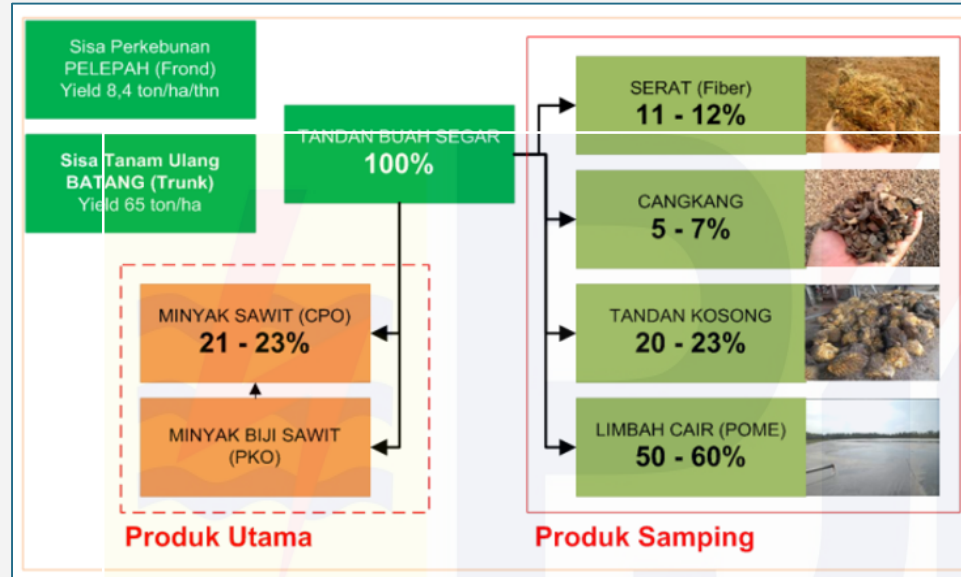 Sisa Perkebunan
PELEPAH (Frond)
Yield 8,4 ton/ha/thn
Sisa Tanam Ulang
BATANG (Trunk)
Yield 65 ton/ha
TANDAN BUAH SEGAR
100%
MINYAK SAWIT (CPO)
21 - 23%
MINYAK BIJI SAWIT
(PKO)
Produk Utama
SERAT (Fiber)
11 - 12%
CANGKANG
5 - 7%
TANDAN KOSONG
20 - 23%
LIMBAH CAIR (POME)
50 - 60%
Produk Samping